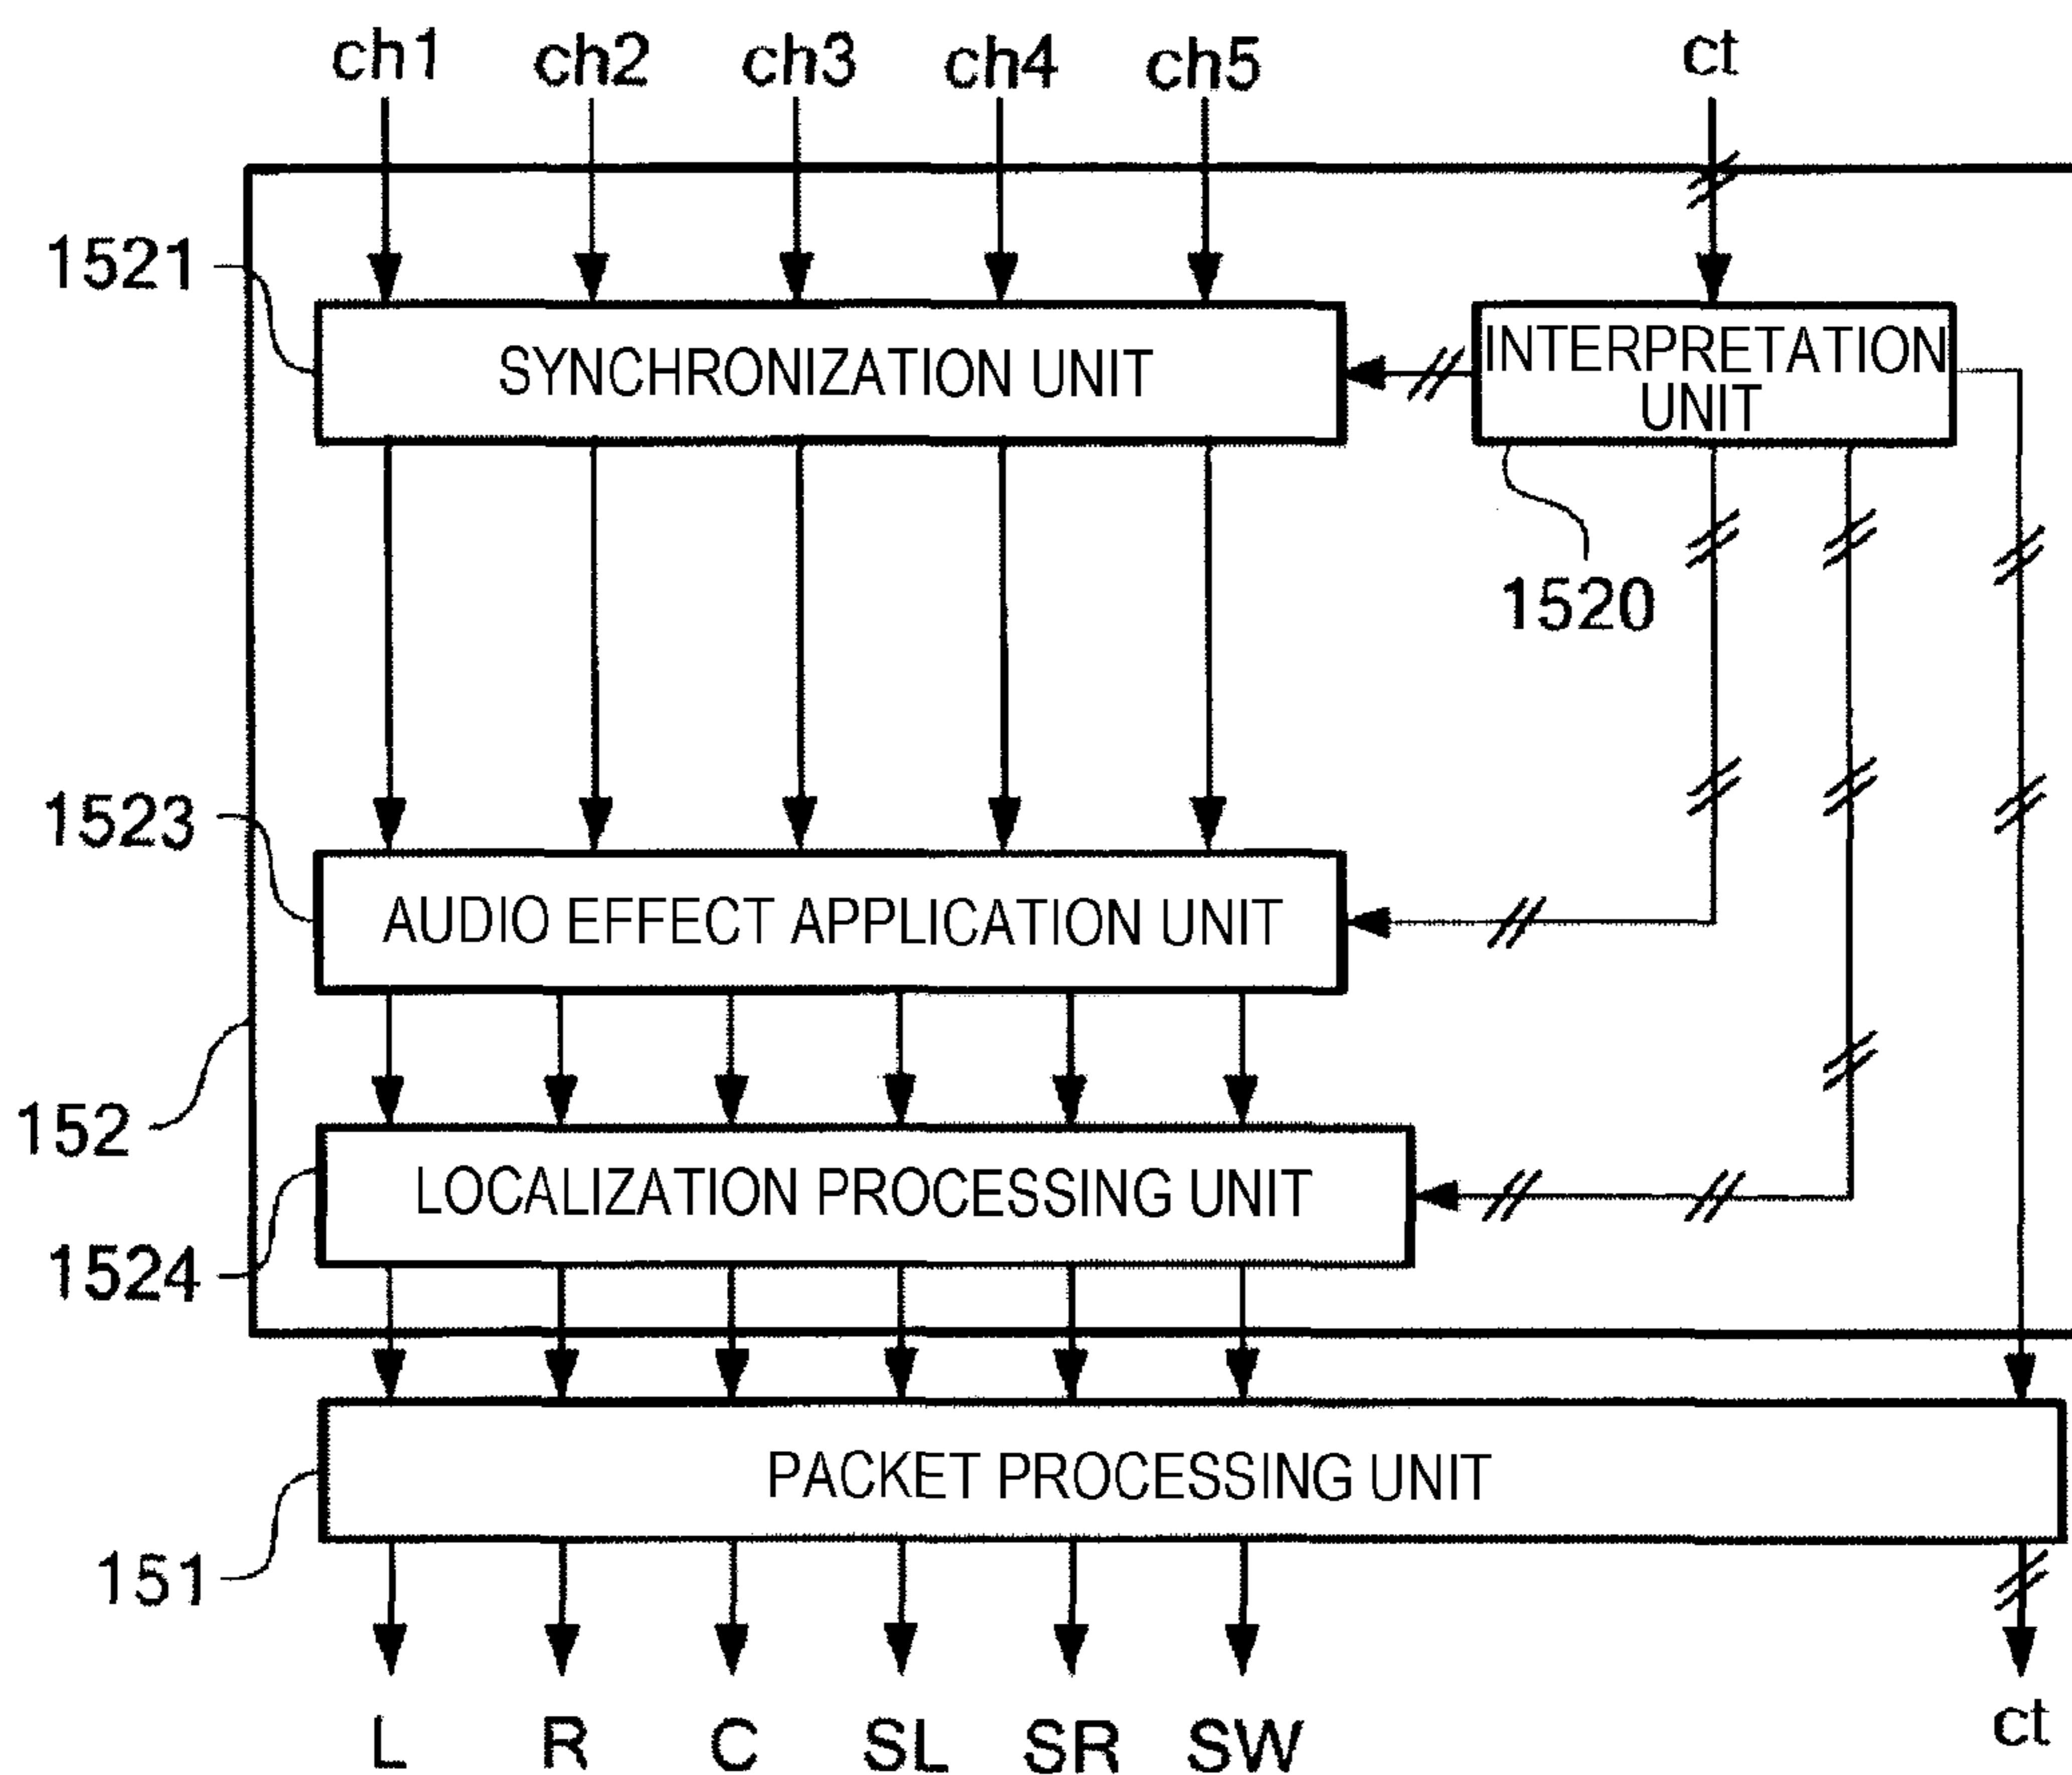 ch1 ch2 ch3 ch4 ch5 ct
1521
SYNCHRONIZATION UNIT
INTERPRETATION
UNIT
1520
1523
AUDIO EFFECT APPLICATION UNIT
152
LOCALIZATION PROCESSING UNIT
1524
PACKET PROCESSING UNIT
151
L R C SL SR SW ct